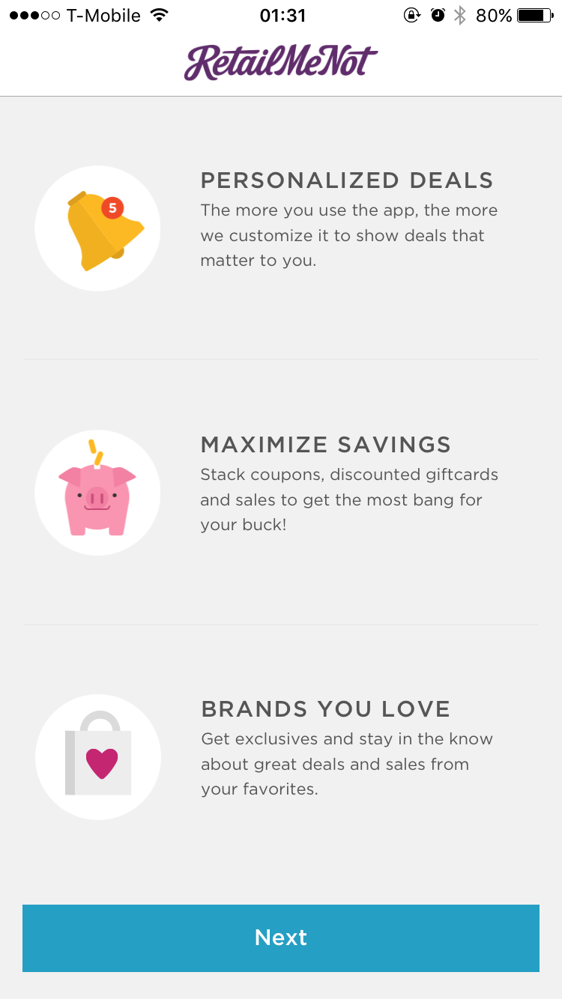 T-Mobile 01:31 80%
RetailMeNot
5
PERSONALIZED DEALS
The more you use the app, the more
we customize it to show deals that
matter to you.
MAXIMIZE SAVINGS
Stack coupons, discounted giftcards
and sales to get the most bang for
your buck!
BRANDS YOU LOVE
Get exclusives and stay in the know
about great deals and sales from
your favorites.
Next